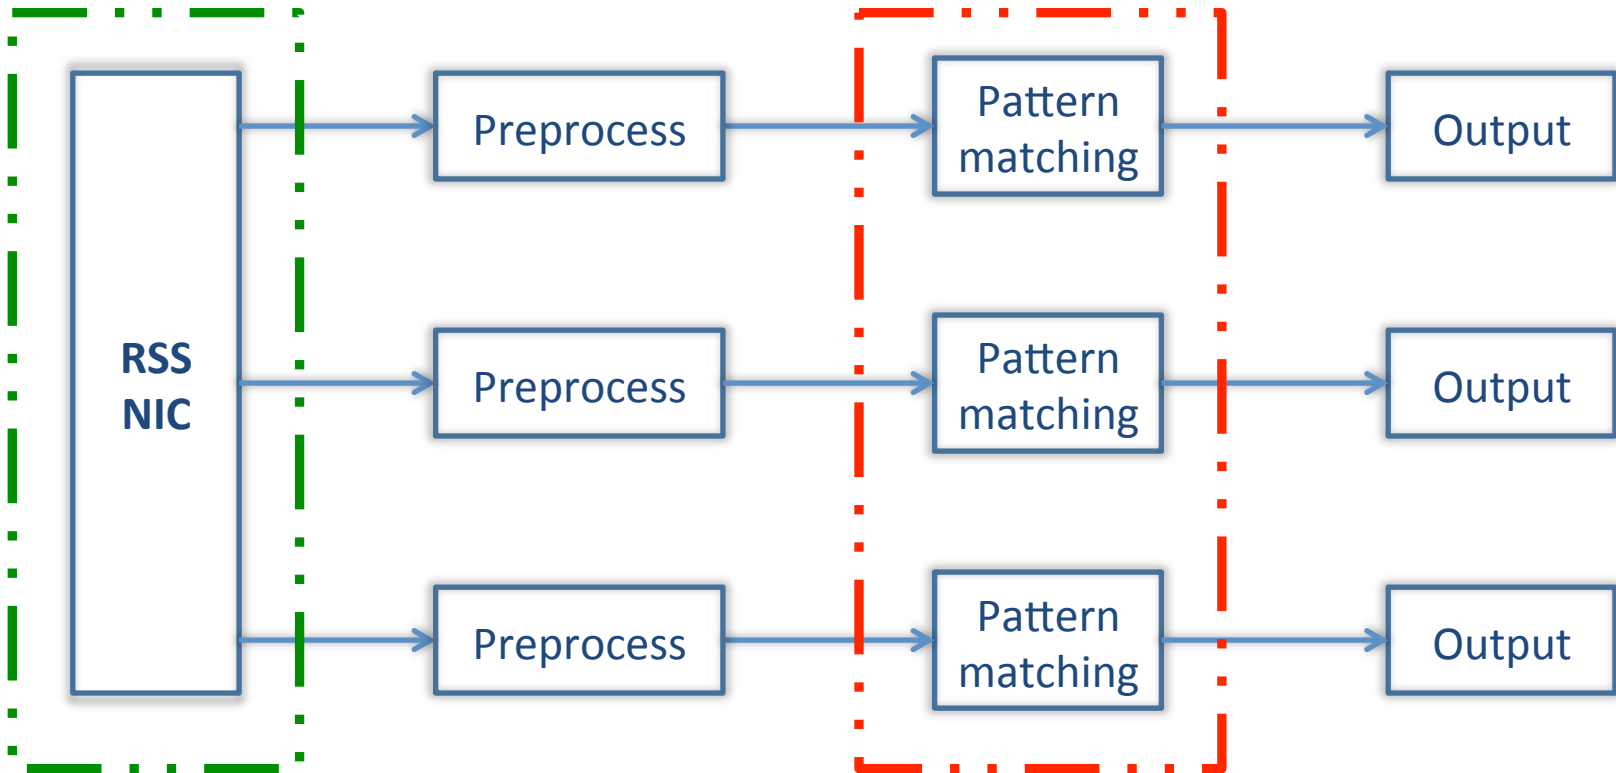 RSS
NIC
Preprocess
Pattern
matching
Output
Preprocess
Pattern
matching
Output
Preprocess
Pattern
matching
Output